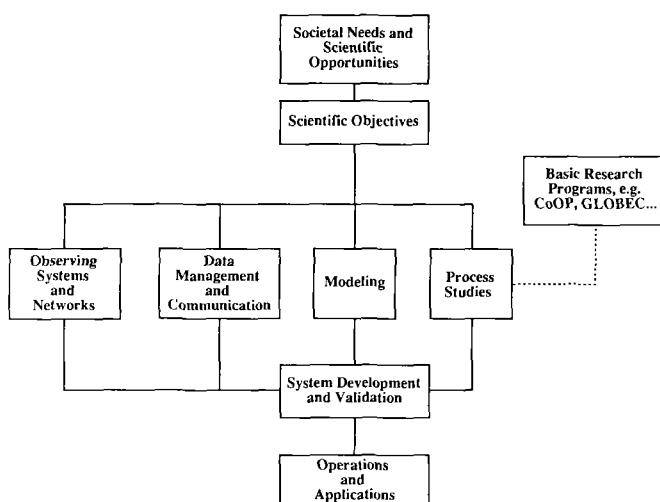 Societal Needs and
Scientific
Opportunities
Scientific Objectives
Basic Research
Programs, e.g.
CoOP, GLOBEC...
Observing
Systems
and
Networks
Data
Management
and
Communication
Modeling
Process
Studies
System Development
and Validation
Operations
and
Applications